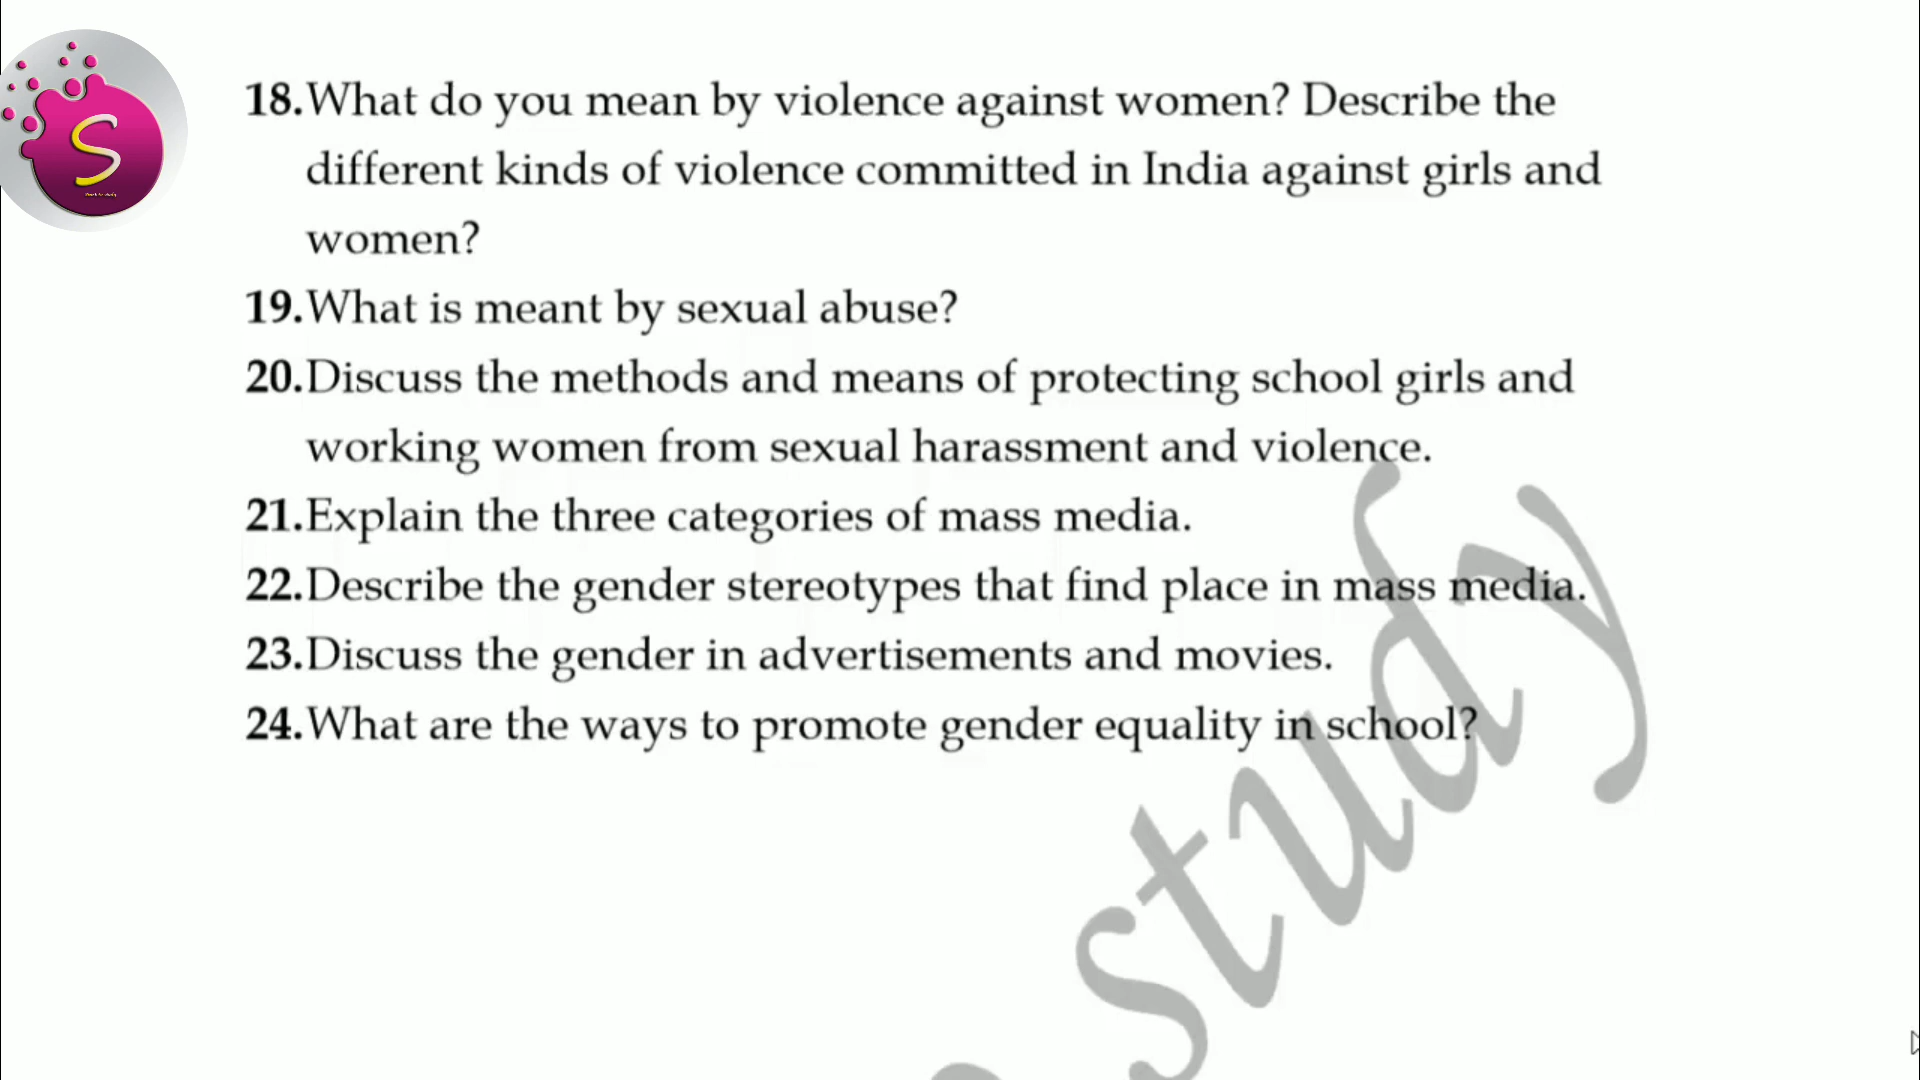 S
18.What do you mean by violence against women? Describe the
different kinds of violence committed in India against girls and
women?
19.What is meant by sexual abuse?
20.Discuss the methods and means of protecting school girls and
working women from sexual harassment and violence.
21.Explain the three categories of mass media.
22.Describe the gender stereotypes that find place in mass media.
23.Discuss the gender in advertisements and movies.
24.What are the ways to promote gender equality in school?
study